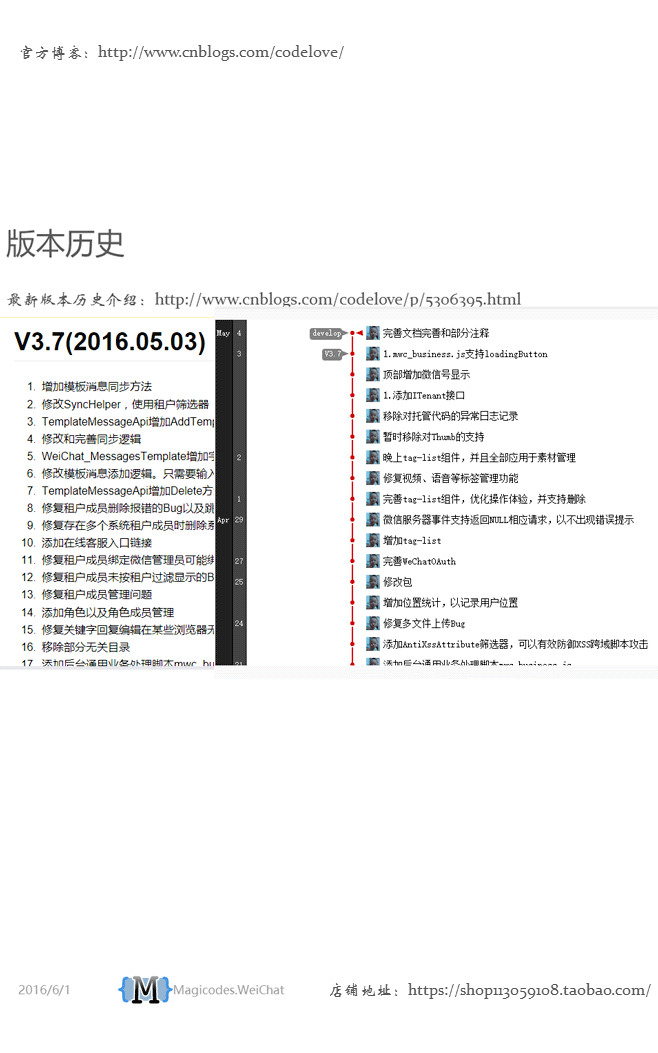 官方博客：http://www.cnblogs.com/codelove/
版本历史
最新版本历史介绍：http://www.cnblogs.com/codelove/p/5306395.html
V3.7(2016.05.03)
1. 增加模板消息同步方法
2. 修改SyncHelper，使用租户筛选器
3. TemplateMessageApi增加AddTemp
4. 修改和完善同步逻辑
5. WeiChat_MessagesTemplate增加字
6. 修改模板消息添加逻辑。只需要输入
7. TemplateMessageApi增加Delete方
8. 修复租户成员删除报错的Bug以及跳
9. 修复存在多个系统租户成员时删除系
10. 添加在线客服入口链接
11. 修复租户成员绑定微信管理员可能绑
12. 修复租户成员未按租户过滤显示的B
13. 修复租户成员管理问题
14. 添加角色以及角色成员管理
15. 修复关键字回复编辑在某些浏览器无
16. 移除部分无关目录
17. 添加后台通用业务处理脚本mwc_bu
May 4 develop 完善文档完善和部分注释
3 V3.7 1.mwc_business.js支持loadingButton
顶部增加微信号显示
1.添加ITenant接口
移除对托管代码的异常日志记录
暂时移除对Thumb的支持
2 晚上tag-list组件，并且全部应用于素材管理
修复视频、语音等标签管理功能
1 完善tag-list组件，优化操作体验，并支持删除
Apr 29 微信服务器事件支持返回NULL相应请求，以不出现错误提示
增加tag-list
27 完善WeChatOAuth
25 修改包
增加位置统计，以记录用户位置
24 修复多文件上传Bug
添加AntiXssAttribute筛选器，可以有效防御XSS跨域脚本攻击
21 添加后台通用业务处理脚本mwc_business.js
2016/6/1
M
Magicodes.WeiChat
店铺地址：https://shop113059108.taobao.com/